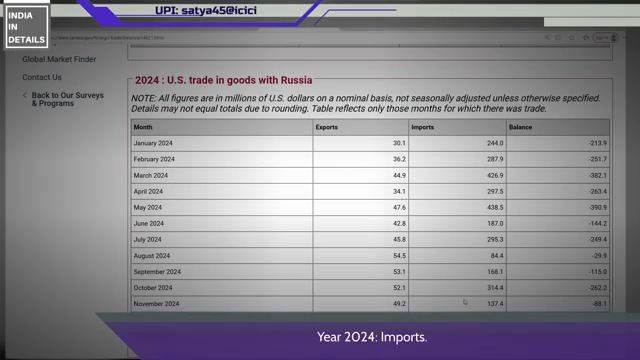 UPI: satya45@icici
INDIA
IN
DETAILS
Global Market Finder
Contact Us
Back to Our Surveys
& Programs
2024 : U.S. trade in goods with Russia
NOTE: All figures are in millions of U.S. dollars on a nominal basis, not seasonally adjusted unless otherwise specified.
Details may not equal totals due to rounding. Table reflects only those months for which there was trade.
Month Exports Imports Balance
January 2024 30.1 244.0 -213.9
February 2024 36.2 287.9 -251.7
March 2024 44.9 426.9 -382.1
April 2024 34.1 297.5 -263.4
May 2024 47.6 438.5 -390.9
June 2024 42.8 187.0 -144.2
July 2024 45.8 295.3 -249.4
August 2024 54.5 84.4 -29.9
September 2024 53.1 168.1 -115.0
October 2024 52.1 314.4 -262.2
November 2024 49.2 137.4 -88.1
Year 2024: Imports.